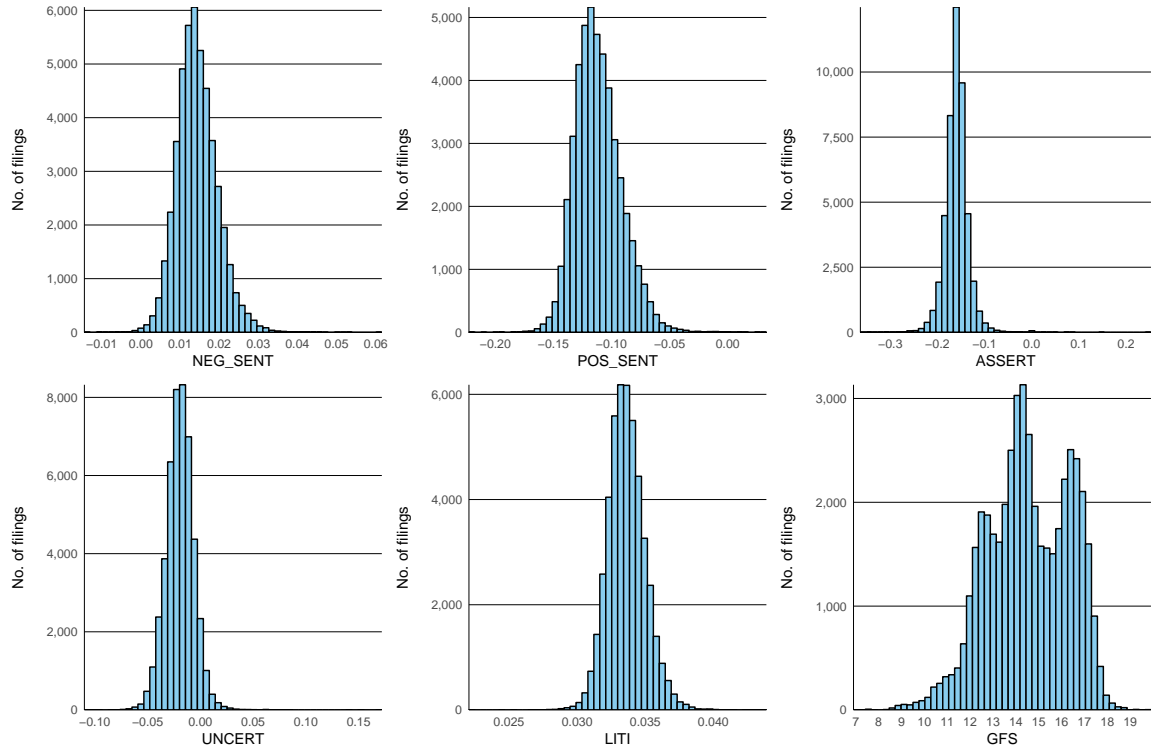 No. of filings
6,000
5,000
4,000
3,000
2,000
1,000
0
−0.01 0.00 0.01 0.02 0.03 0.04 0.05 0.06
NEG_SENT
No. of filings
5,000
4,000
3,000
2,000
1,000
0
−0.20 −0.15 −0.10 −0.05 0.00
POS_SENT
No. of filings
10,000
7,500
5,000
2,500
0
−0.3 −0.2 −0.1 0.0 0.1 0.2
ASSERT
No. of filings
8,000
6,000
4,000
2,000
0
−0.10 −0.05 0.00 0.05 0.10 0.15
UNCERT
No. of filings
6,000
4,000
2,000
0
0.025 0.030 0.035 0.040
LITI
No. of filings
3,000
2,000
1,000
0
7 8 9 10 11 12 13 14 15 16 17 18 19
GFS